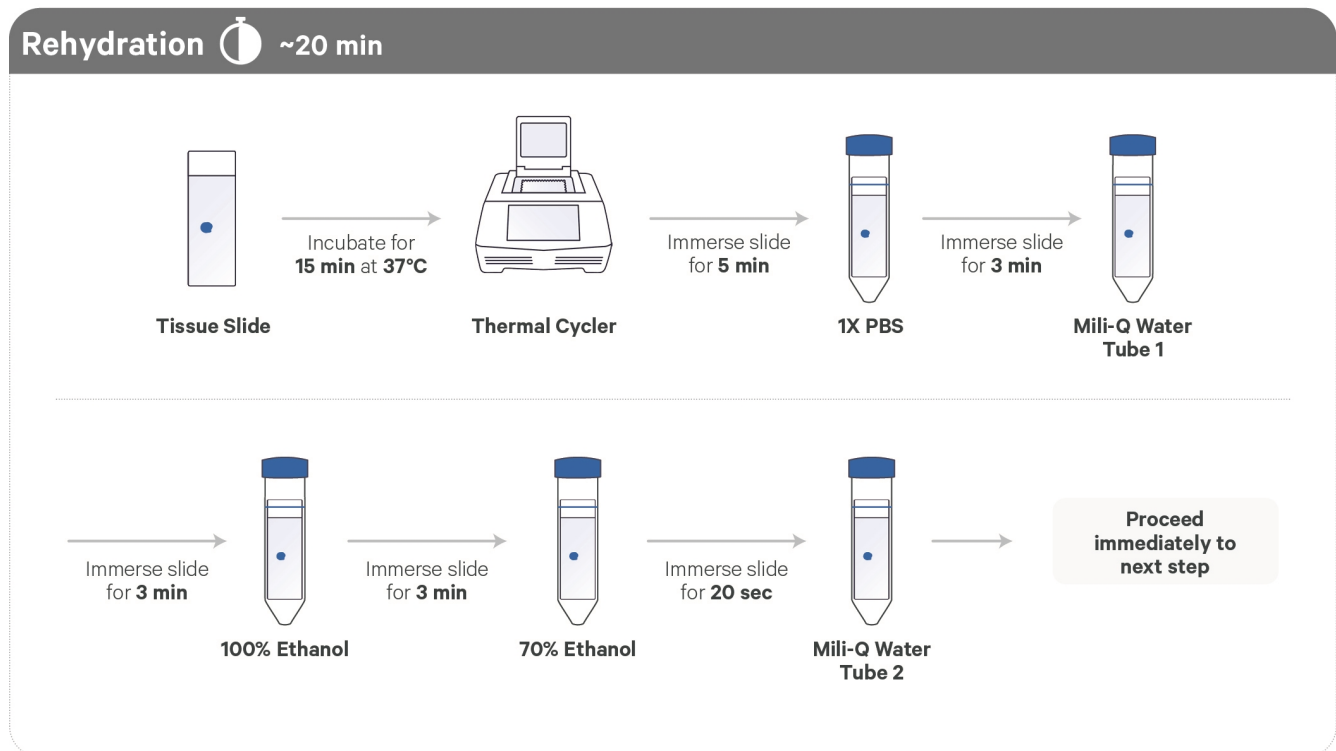 Rehydration ~20 min
Incubate for
15 min at 37°C
Immerse slide
for 5 min
Immerse slide
for 3 min
Tissue Slide
Thermal Cycler
1X PBS
Mili-Q Water
Tube 1
Immerse slide
for 3 min
Immerse slide
for 3 min
Immerse slide
for 20 sec
Proceed
immediately to
next step
100% Ethanol
70% Ethanol
Mili-Q Water
Tube 2